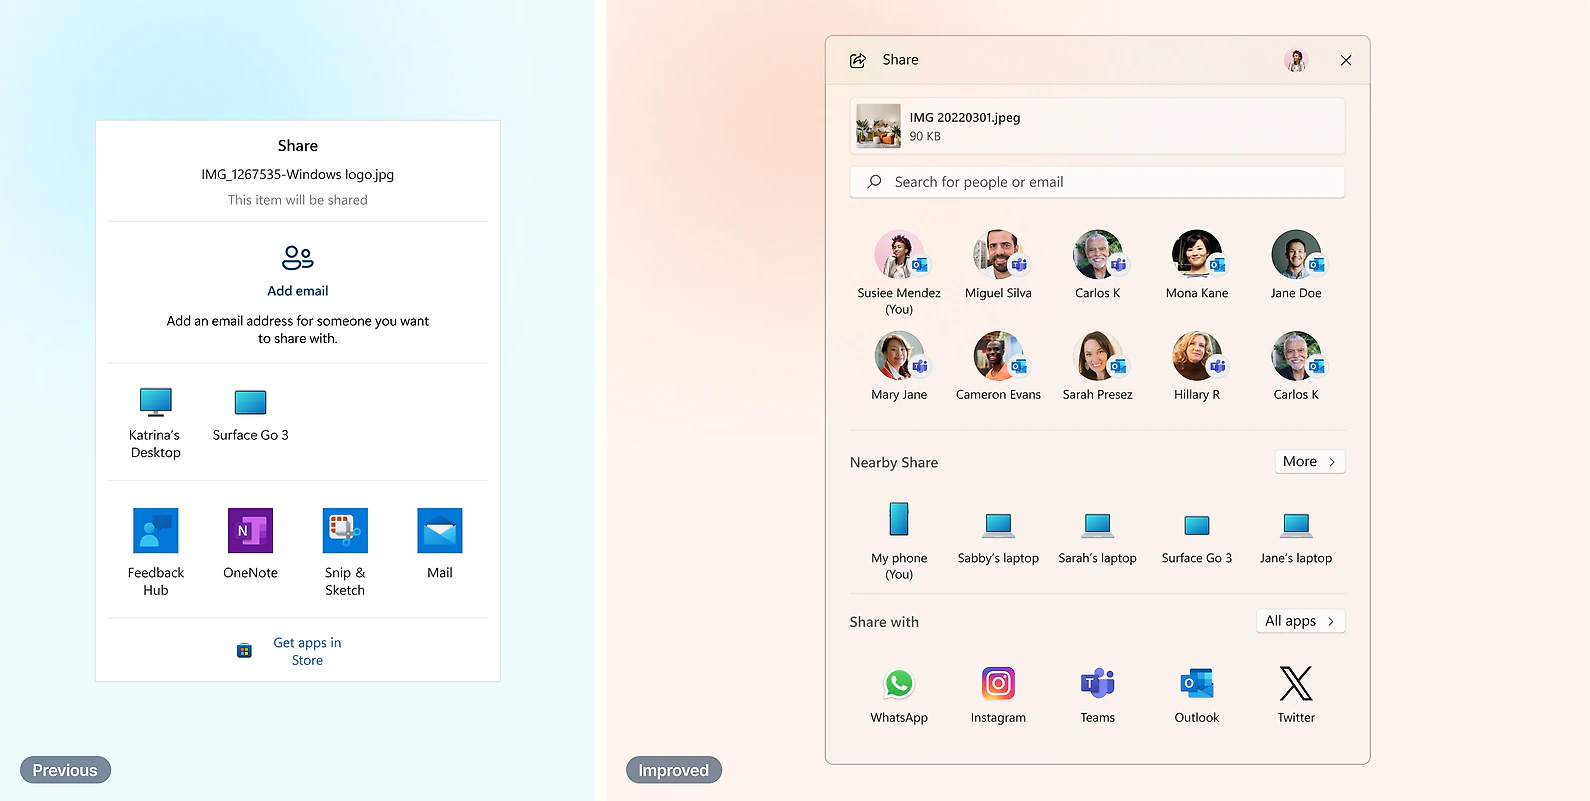 Share
IMG_1267535-Windows logo.jpg
This item will be shared
Add email
Add an email address for someone you want
to share with.
Katrina's
Desktop
Surface Go 3
N
Feedback
Hub
OneNote
Snip &
Sketch
Mail
Get apps in
Store
Previous
Share
IMG 20220301.jpeg
90 KB
Search for people or email
Susiee Mendez
(You)
Miguel Silva
Carlos K
Mona Kane
Jane Doe
Mary Jane
Cameron Evans
Sarah Presez
Hillary R
Carlos K
Nearby Share
More
My phone
(You)
Sabby's laptop
Sarah's laptop
Surface Go 3
Jane's laptop
Share with
All apps
WhatsApp
Instagram
Teams
Outlook
Twitter
Improved